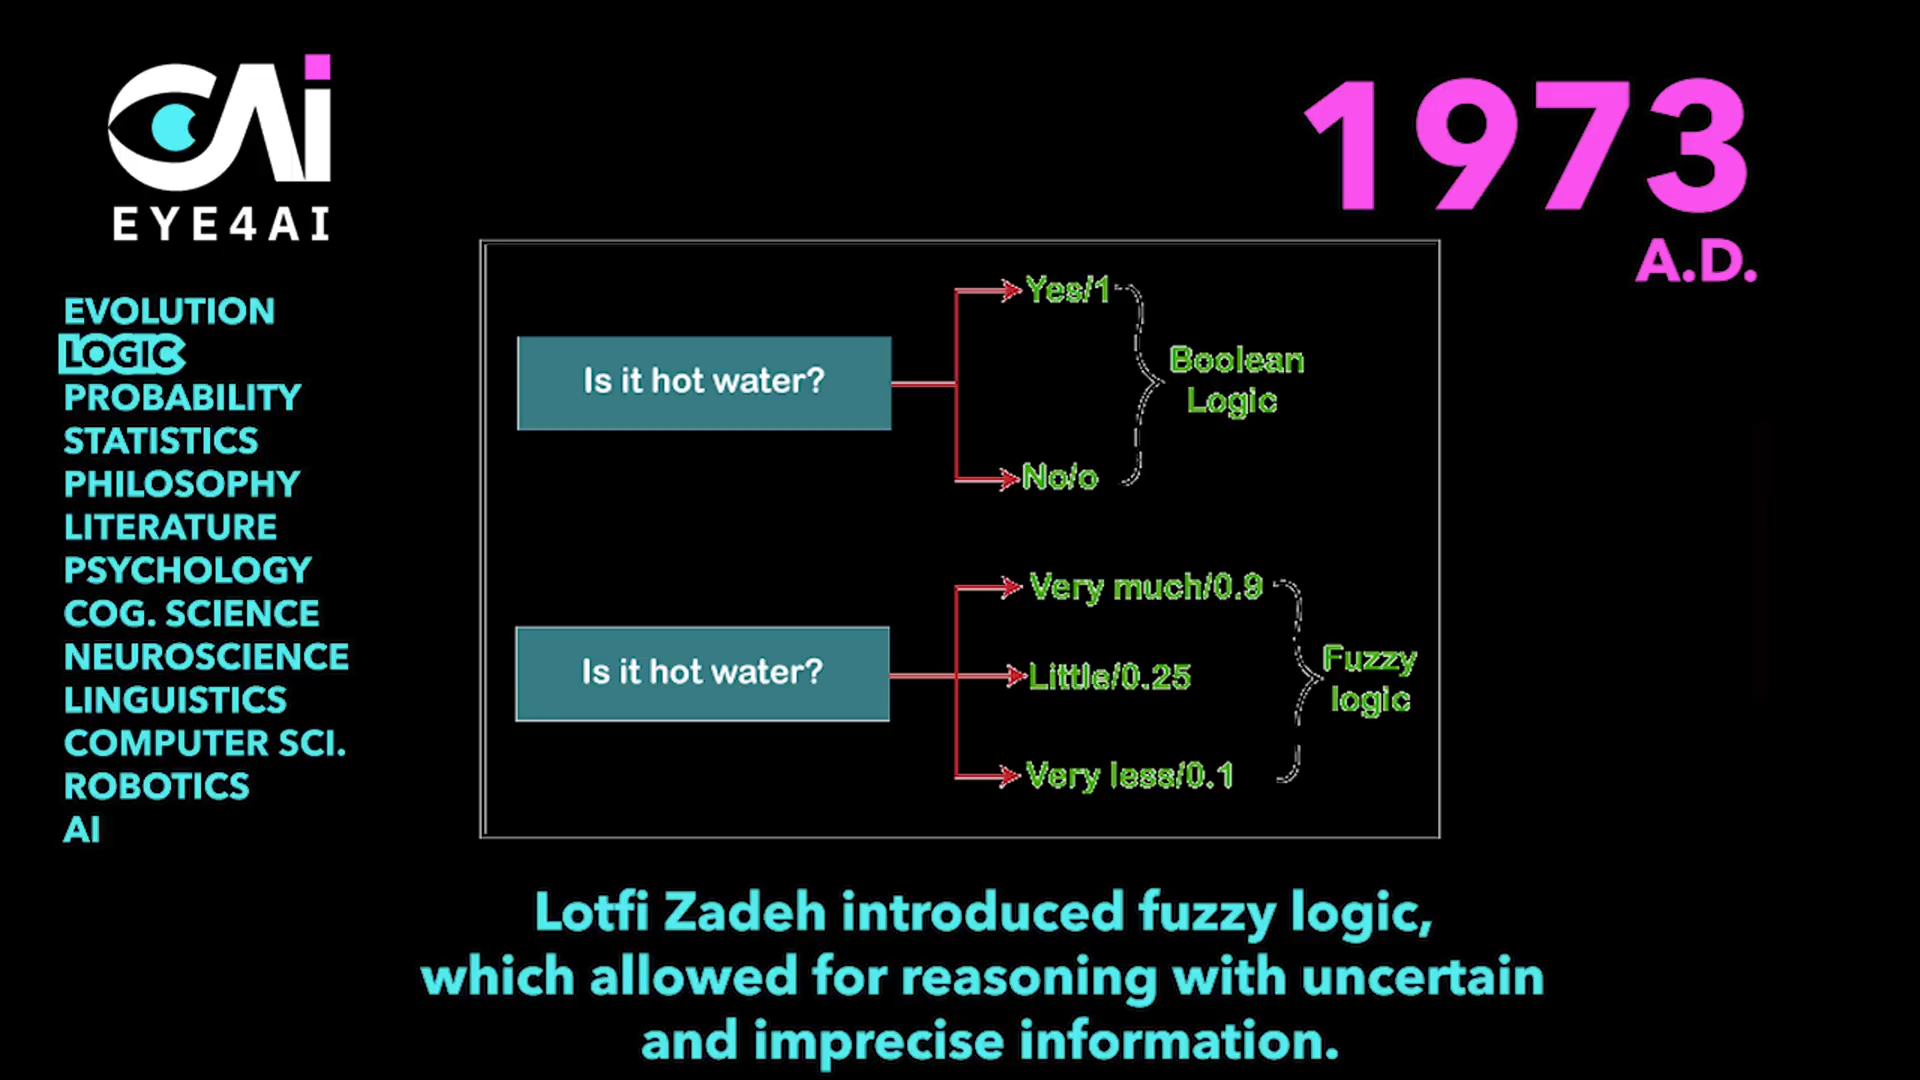 EYE4AI
1973
A.D.
EVOLUTION
LOGIC
PROBABILITY
STATISTICS
PHILOSOPHY
LITERATURE
PSYCHOLOGY
COG. SCIENCE
NEUROSCIENCE
LINGUISTICS
COMPUTER SCI.
ROBOTICS
AI
Is it hot water?
Yes/1
No/o
Boolean
Logic
Is it hot water?
Very much/0.9
Little/0.25
Very less/0.1
Fuzzy
logic
Lotfi Zadeh introduced fuzzy logic,
which allowed for reasoning with uncertain
and imprecise information.